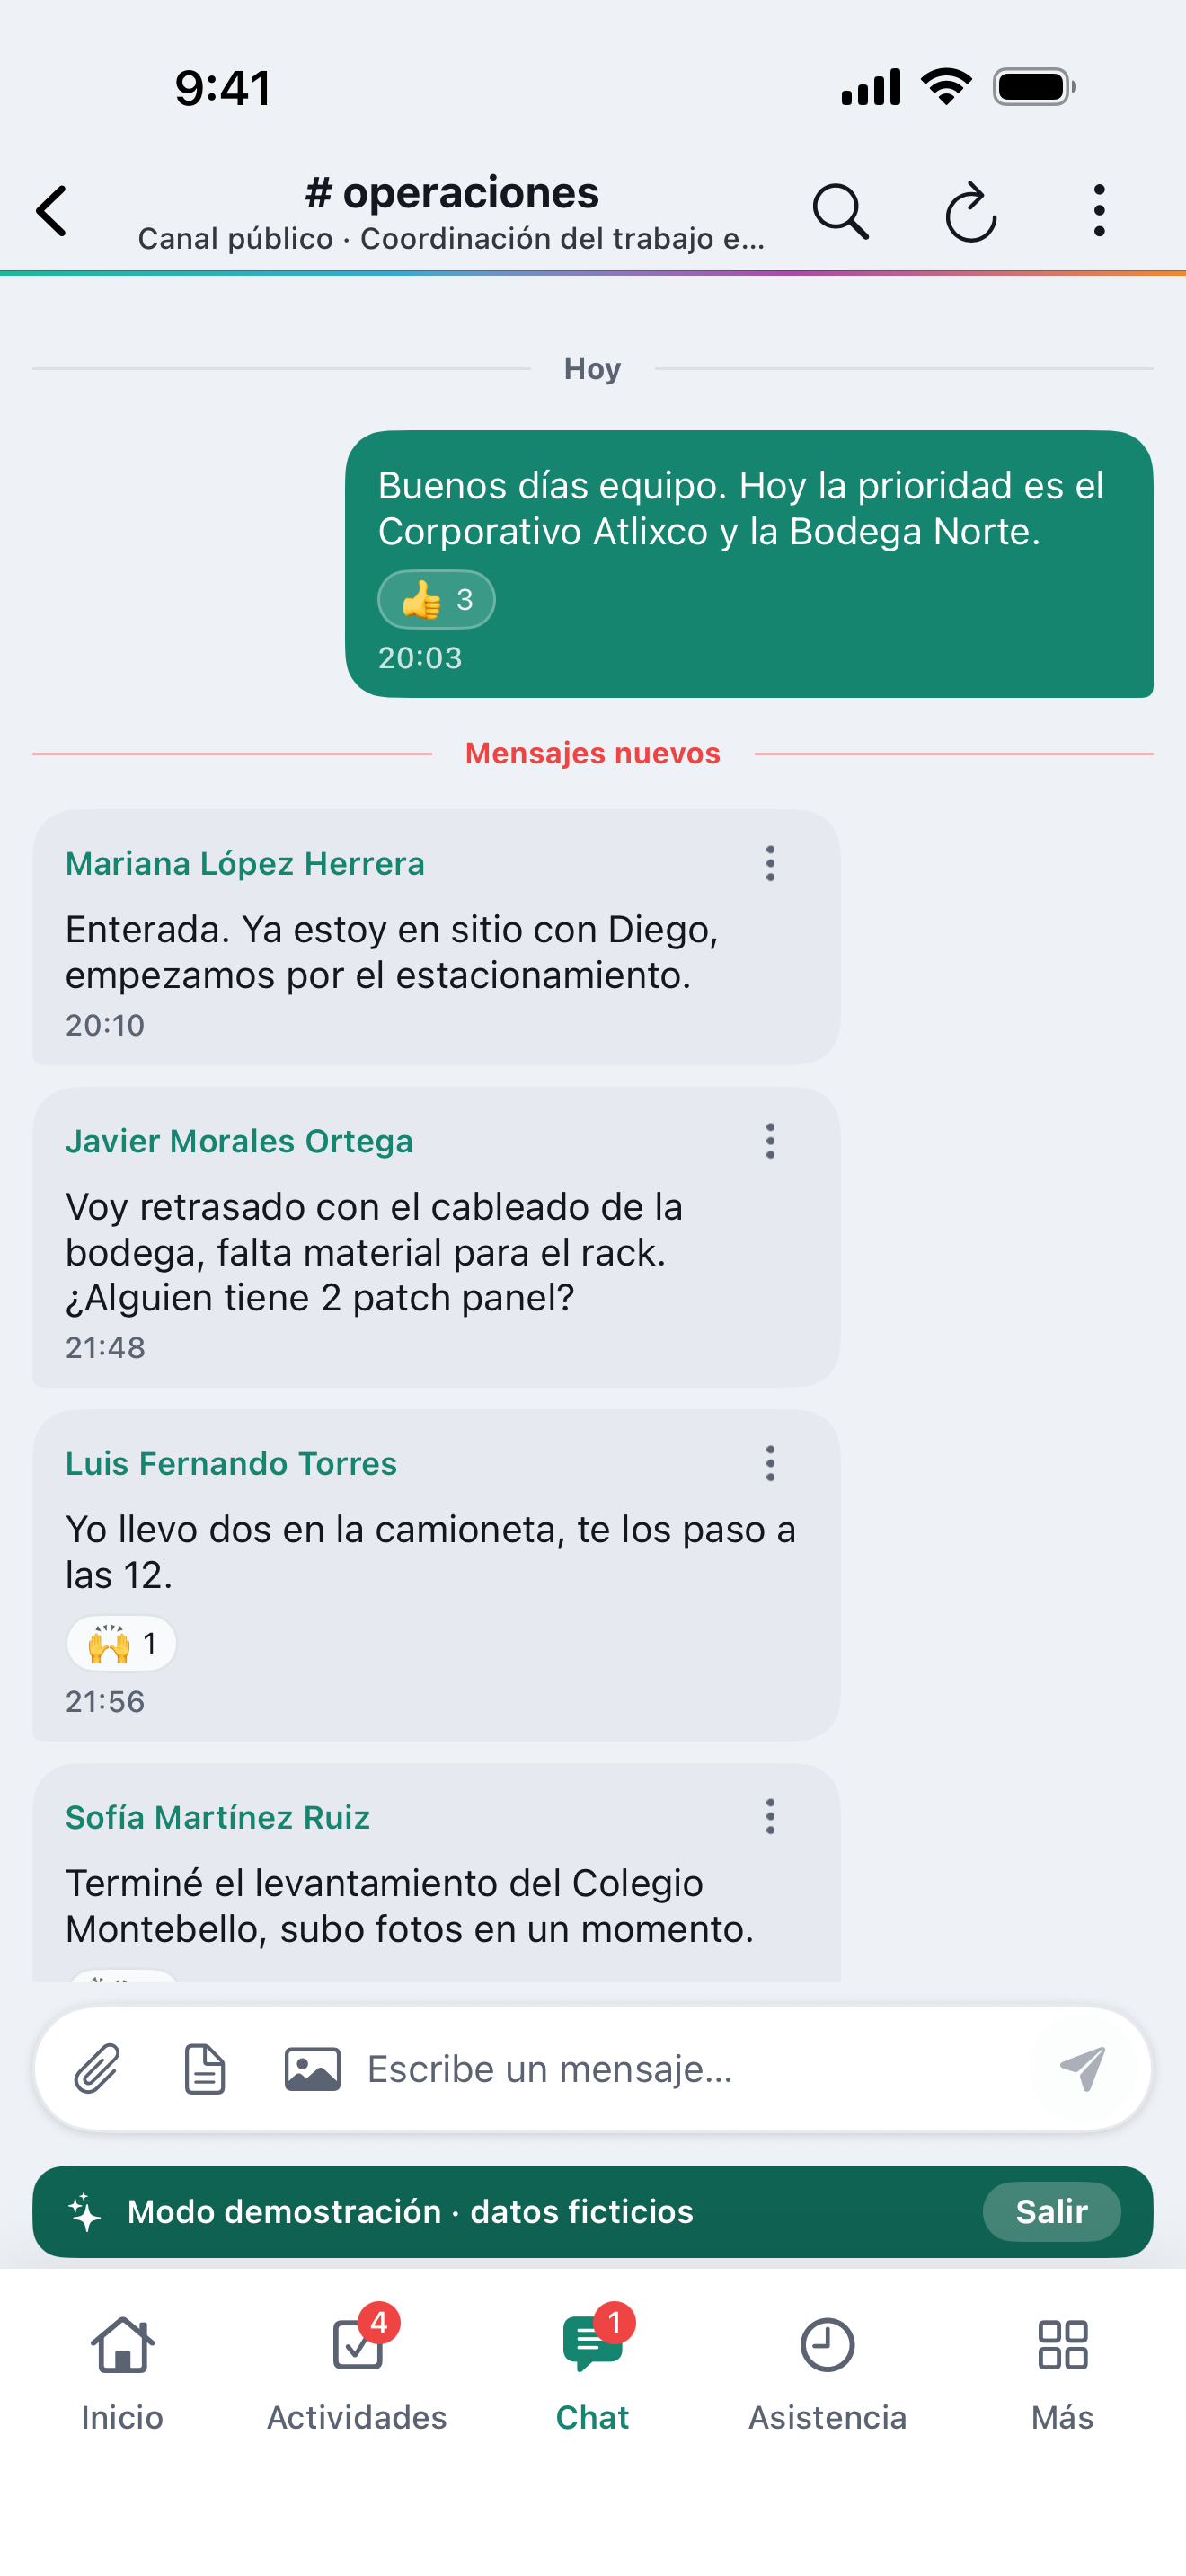 9:41
# operaciones
Canal público · Coordinación del trabajo e...
Hoy
Buenos días equipo. Hoy la prioridad es el
Corporativo Atlixco y la Bodega Norte.
👍 3
20:03
Mensajes nuevos
Mariana López Herrera
Enterada. Ya estoy en sitio con Diego,
empezamos por el estacionamiento.
20:10
Javier Morales Ortega
Voy retrasado con el cableado de la
bodega, falta material para el rack.
¿Alguien tiene 2 patch panel?
21:48
Luis Fernando Torres
Yo llevo dos en la camioneta, te los paso a
las 12.
🙌 1
21:56
Sofía Martínez Ruiz
Terminé el levantamiento del Colegio
Montebello, subo fotos en un momento.
Escribe un mensaje...
Modo demostración · datos ficticios
Salir
4
1
Inicio
Actividades
Chat
Asistencia
Más